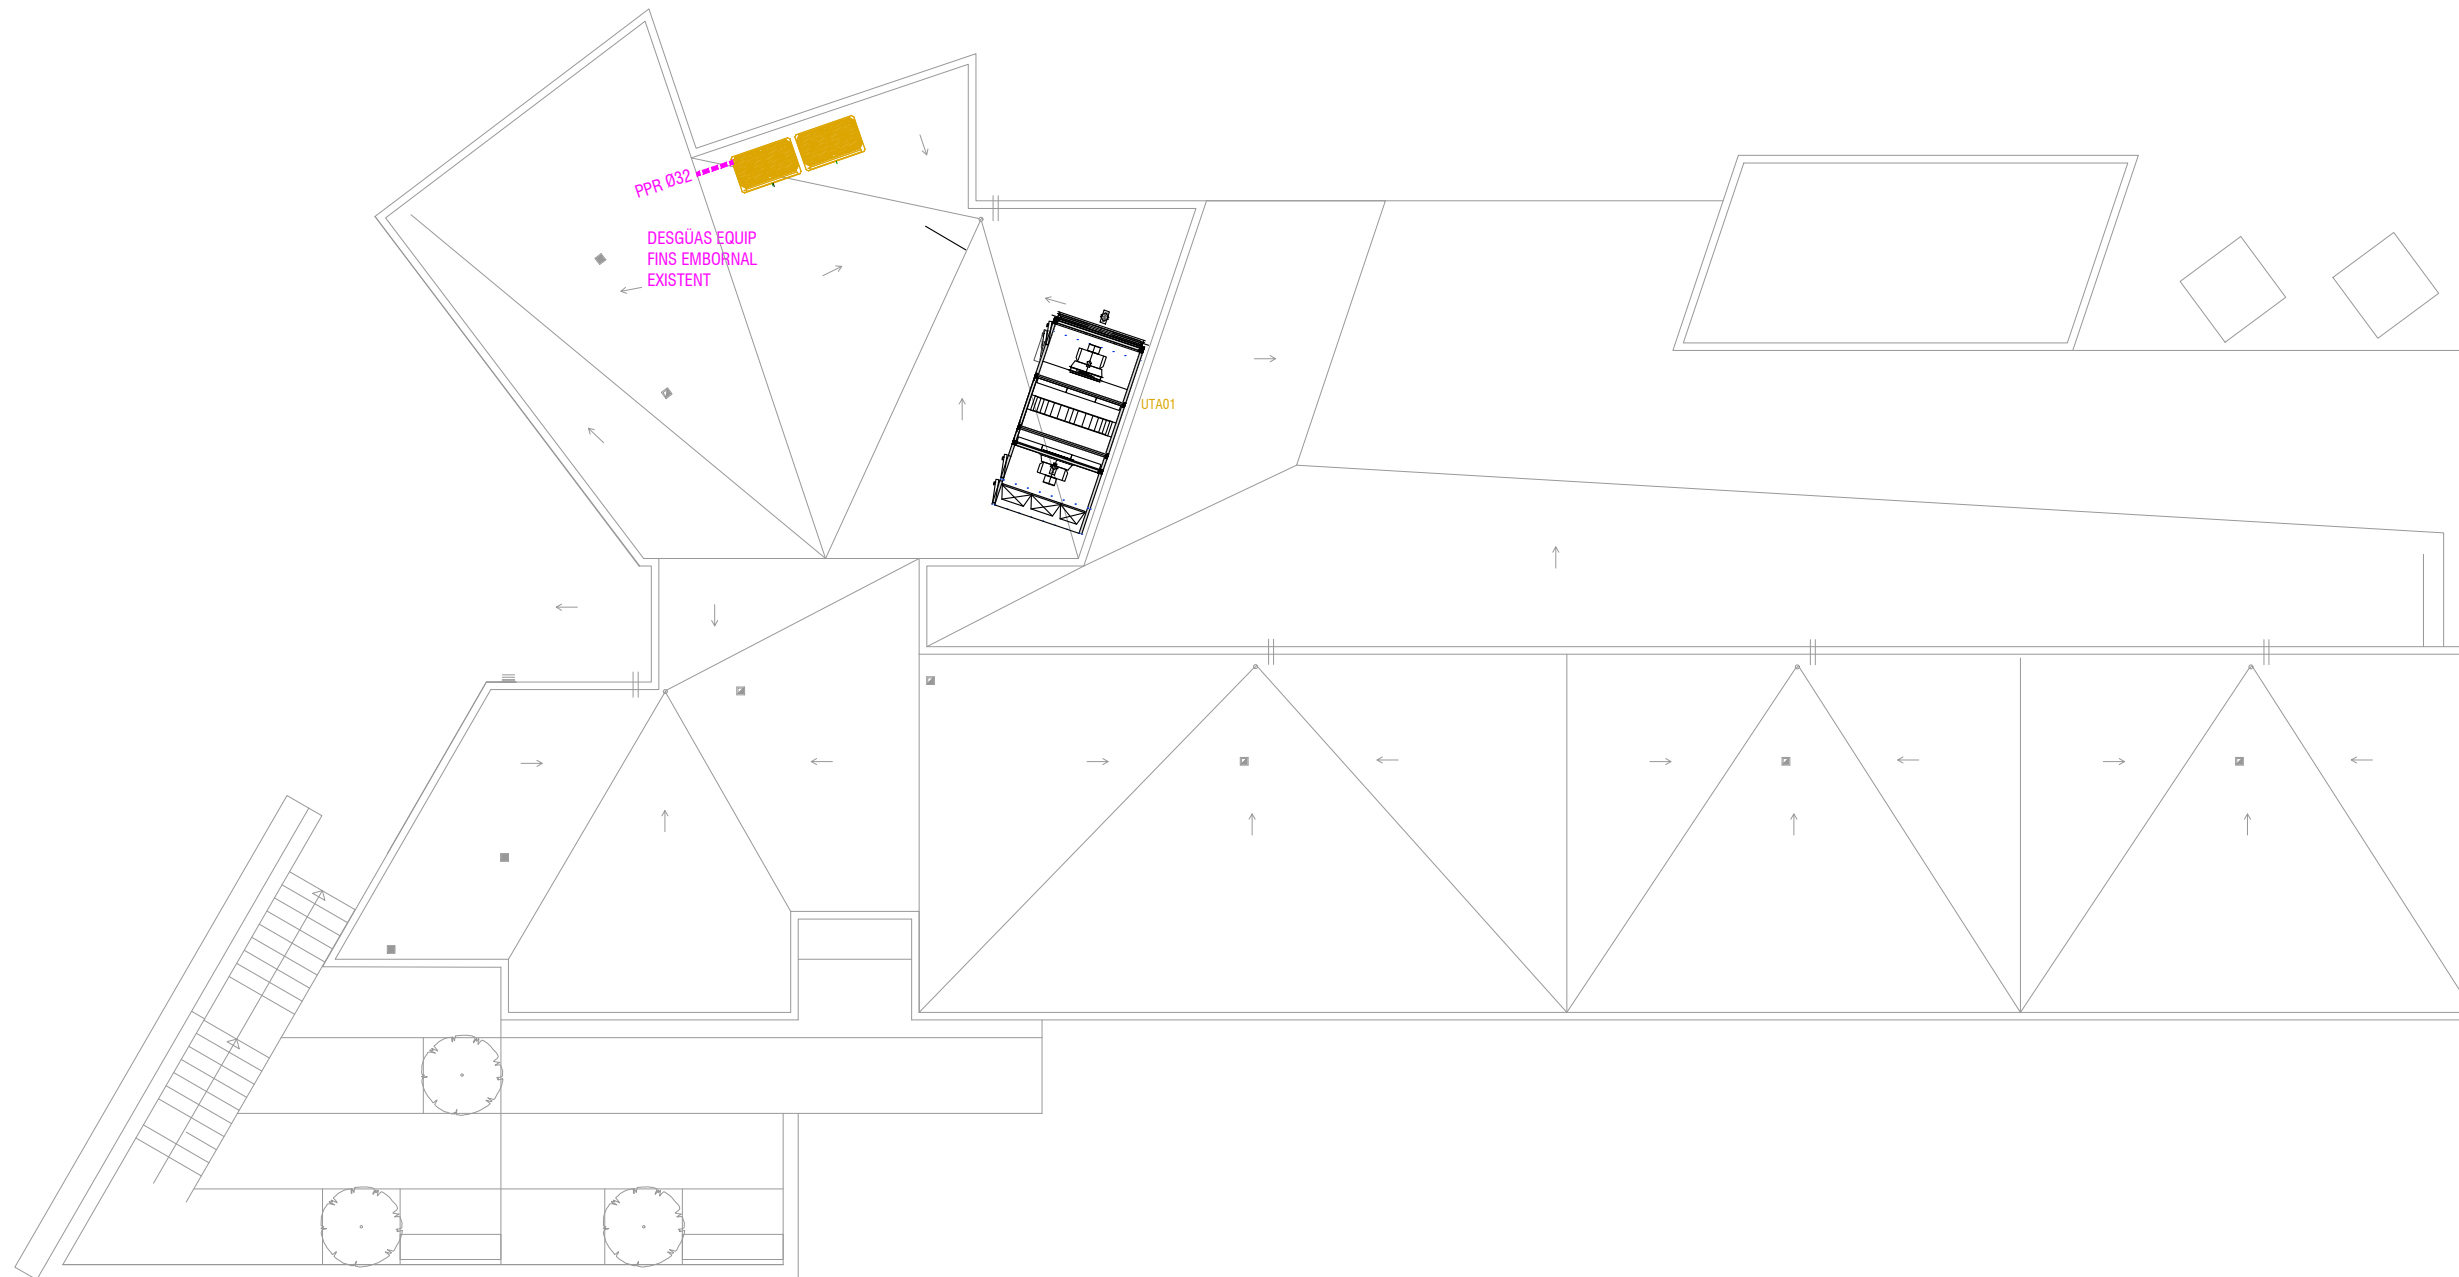 PPR Ø32
DESGÜAS EQUIP
FINS EMBORNAL
EXISTENT
UTA01